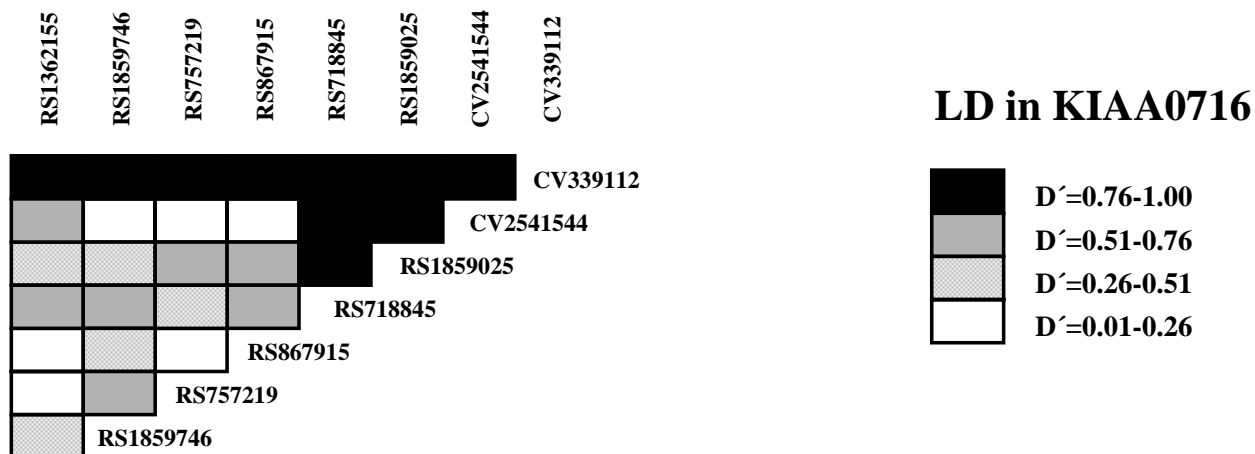 RS1362155
RS1859746
RS757219
RS867915
RS718845
RS1859025
CV2541544
CV339112
LD in KIAA0716
CV339112
CV2541544
RS1859025
RS718845
RS867915
RS757219
RS1859746
D´=0.76-1.00
D´=0.51-0.76
D´=0.26-0.51
D´=0.01-0.26